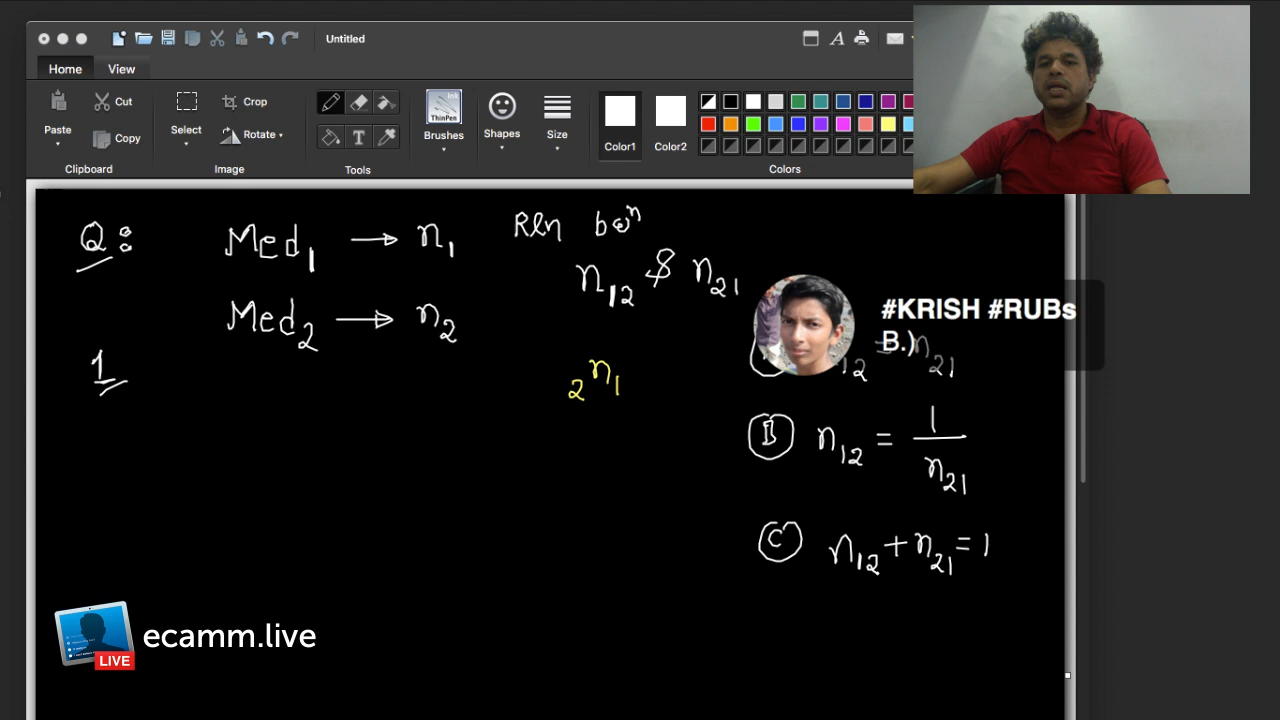 Untitled
Home View
Paste Cut Copy Select Crop Rotate Brushes Shapes Size Color1 Color2
ThinPen
Clipboard Image Tools Colors
Q: Med1 → n1 Rln bwn
n12 & n21
Med2 → n2
#KRISH #RUBs
B.)
12 = n21
1
2n1
B n12 = 1/n21
C n12 + n21 = 1
ecamm.live
LIVE